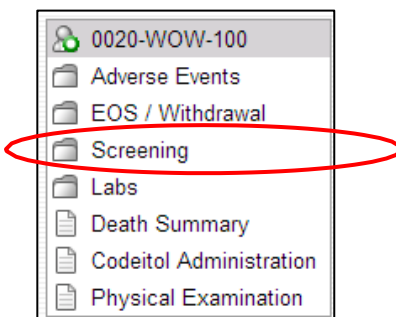 0020-WOW-100
Adverse Events
EOS / Withdrawal
Screening
Labs
Death Summary
Codeitol Administration
Physical Examination